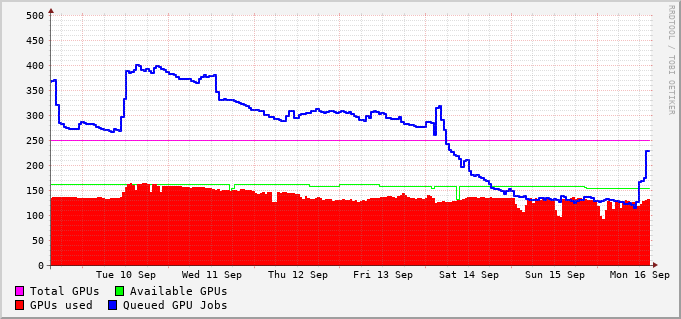 500
450
400
350
300
250
200
150
100
50
0
Tue 10 Sep Wed 11 Sep Thu 12 Sep Fri 13 Sep Sat 14 Sep Sun 15 Sep Mon 16 Sep
Total GPUs Available GPUs
GPUs used Queued GPU Jobs
RRDTOOL / TOBI OETIKER